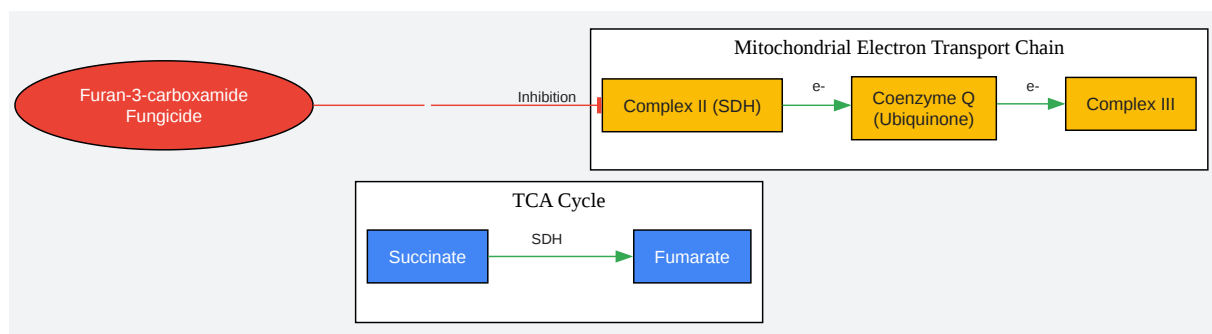 Mitochondrial Electron Transport Chain
Furan-3-carboxamide
Fungicide
Inhibition
Complex II (SDH)
e-
Coenzyme Q
(Ubiquinone)
e-
Complex III
TCA Cycle
Succinate
SDH
Fumarate